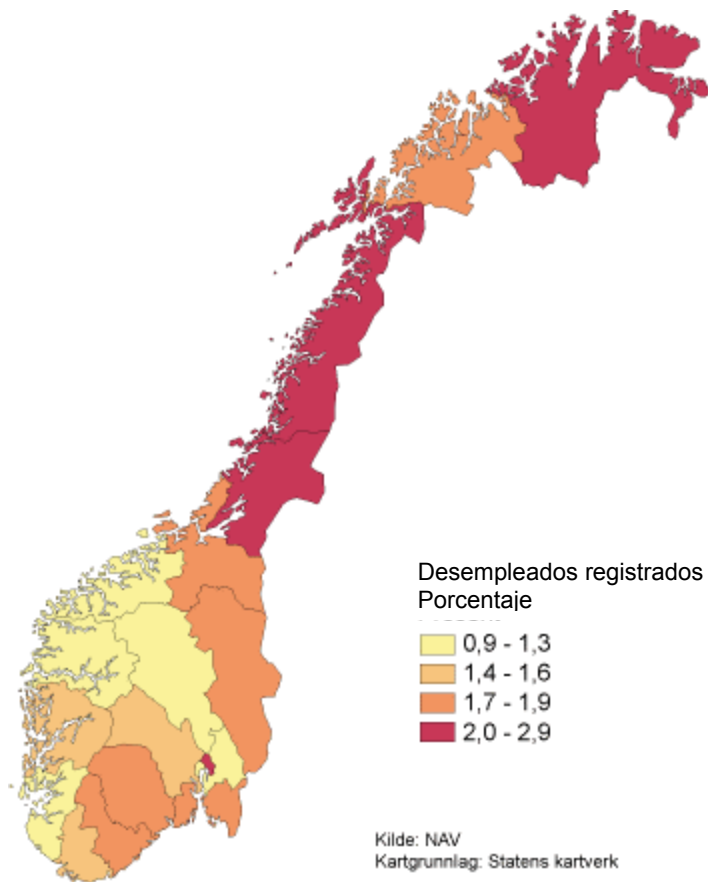 Desempleados registrados
Porcentaje
0,9 - 1,3
1,4 - 1,6
1,7 - 1,9
2,0 - 2,9
Kilde: NAV
Kartgrunnlag: Statens kartverk